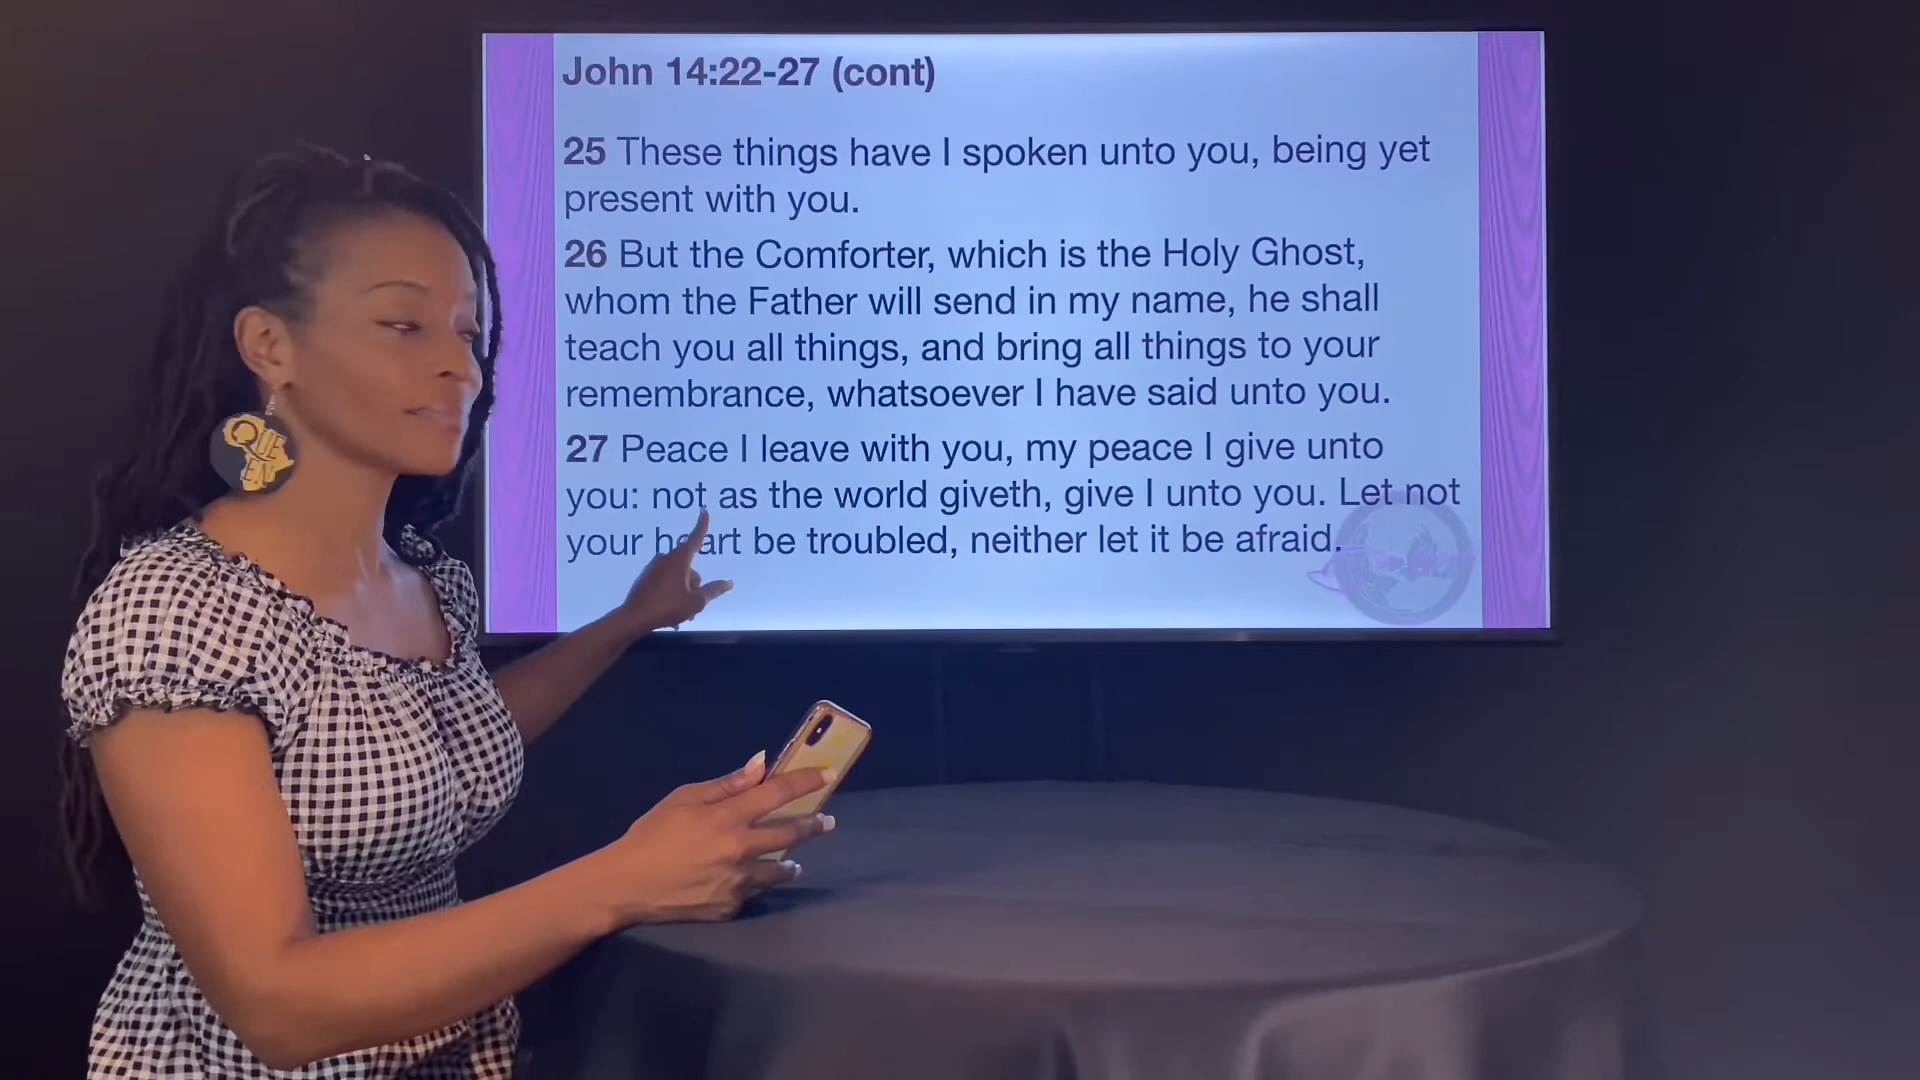 John 14:22-27 (cont)
25 These things have I spoken unto you, being yet
present with you.
26 But the Comforter, which is the Holy Ghost,
whom the Father will send in my name, he shall
teach you all things, and bring all things to your
remembrance, whatsoever I have said unto you.
27 Peace I leave with you, my peace I give unto
you: not as the world giveth, give I unto you. Let not
your heart be troubled, neither let it be afraid.
QUE
EN